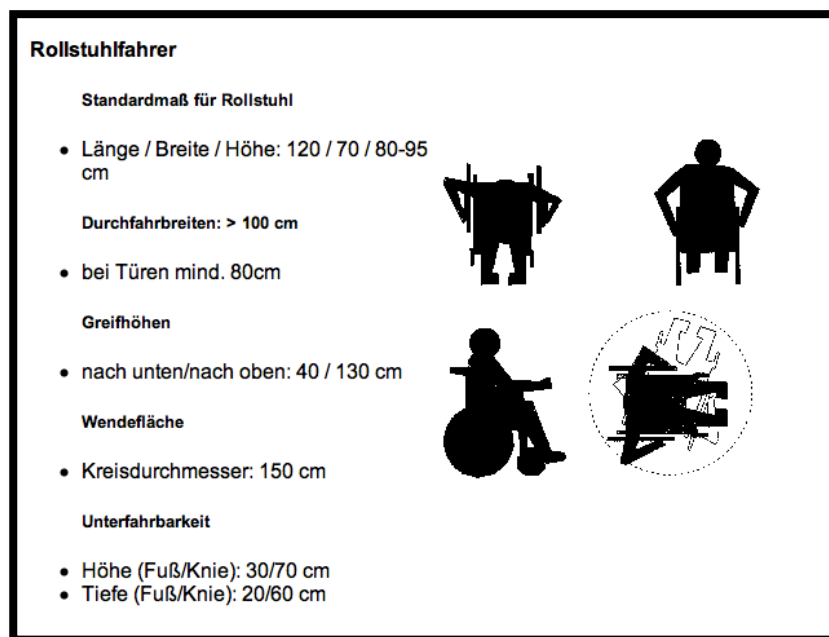 Rollstuhlfahrer
Standardmaß für Rollstuhl
• Länge / Breite / Höhe: 120 / 70 / 80-95
cm
Durchfahrbreiten: > 100 cm
• bei Türen mind. 80cm
Greifhöhen
• nach unten/nach oben: 40 / 130 cm
Wendefläche
• Kreisdurchmesser: 150 cm
Unterfahrbarkeit
• Höhe (Fuß/Knie): 30/70 cm
• Tiefe (Fuß/Knie): 20/60 cm